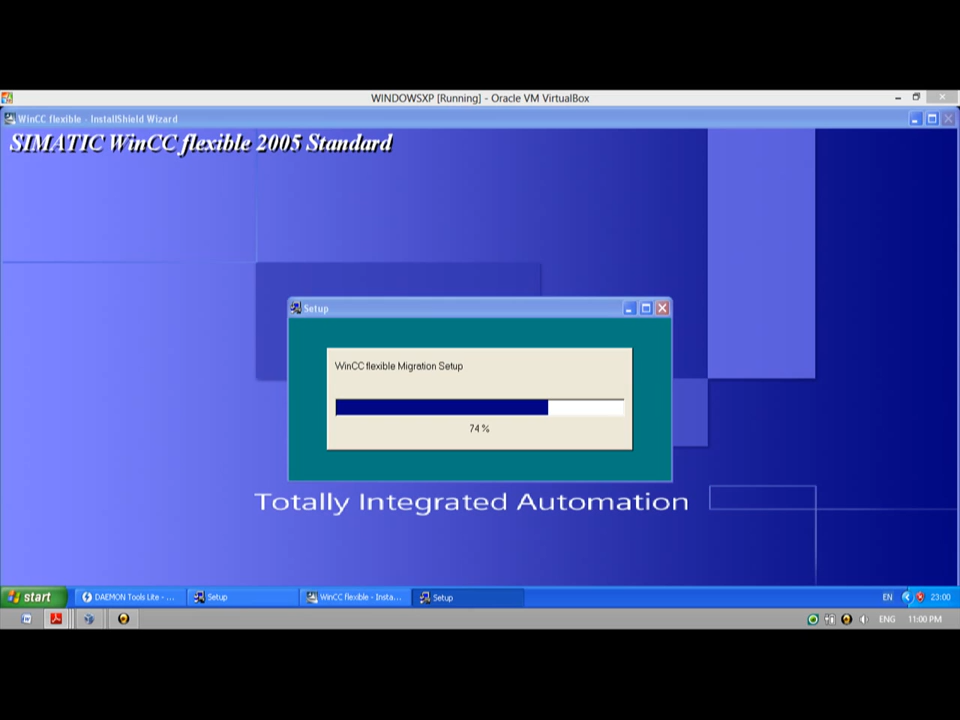 WINDOWSXP [Running] - Oracle VM VirtualBox
WinCC flexible - InstallShield Wizard
SIMATIC WinCC flexible 2005 Standard
Setup
WinCC flexible Migration Setup
74 %
Totally Integrated Automation
start
DAEMON Tools Lite - ...
Setup
WinCC flexible - Insta...
Setup
EN
23:00
ENG
11:00 PM